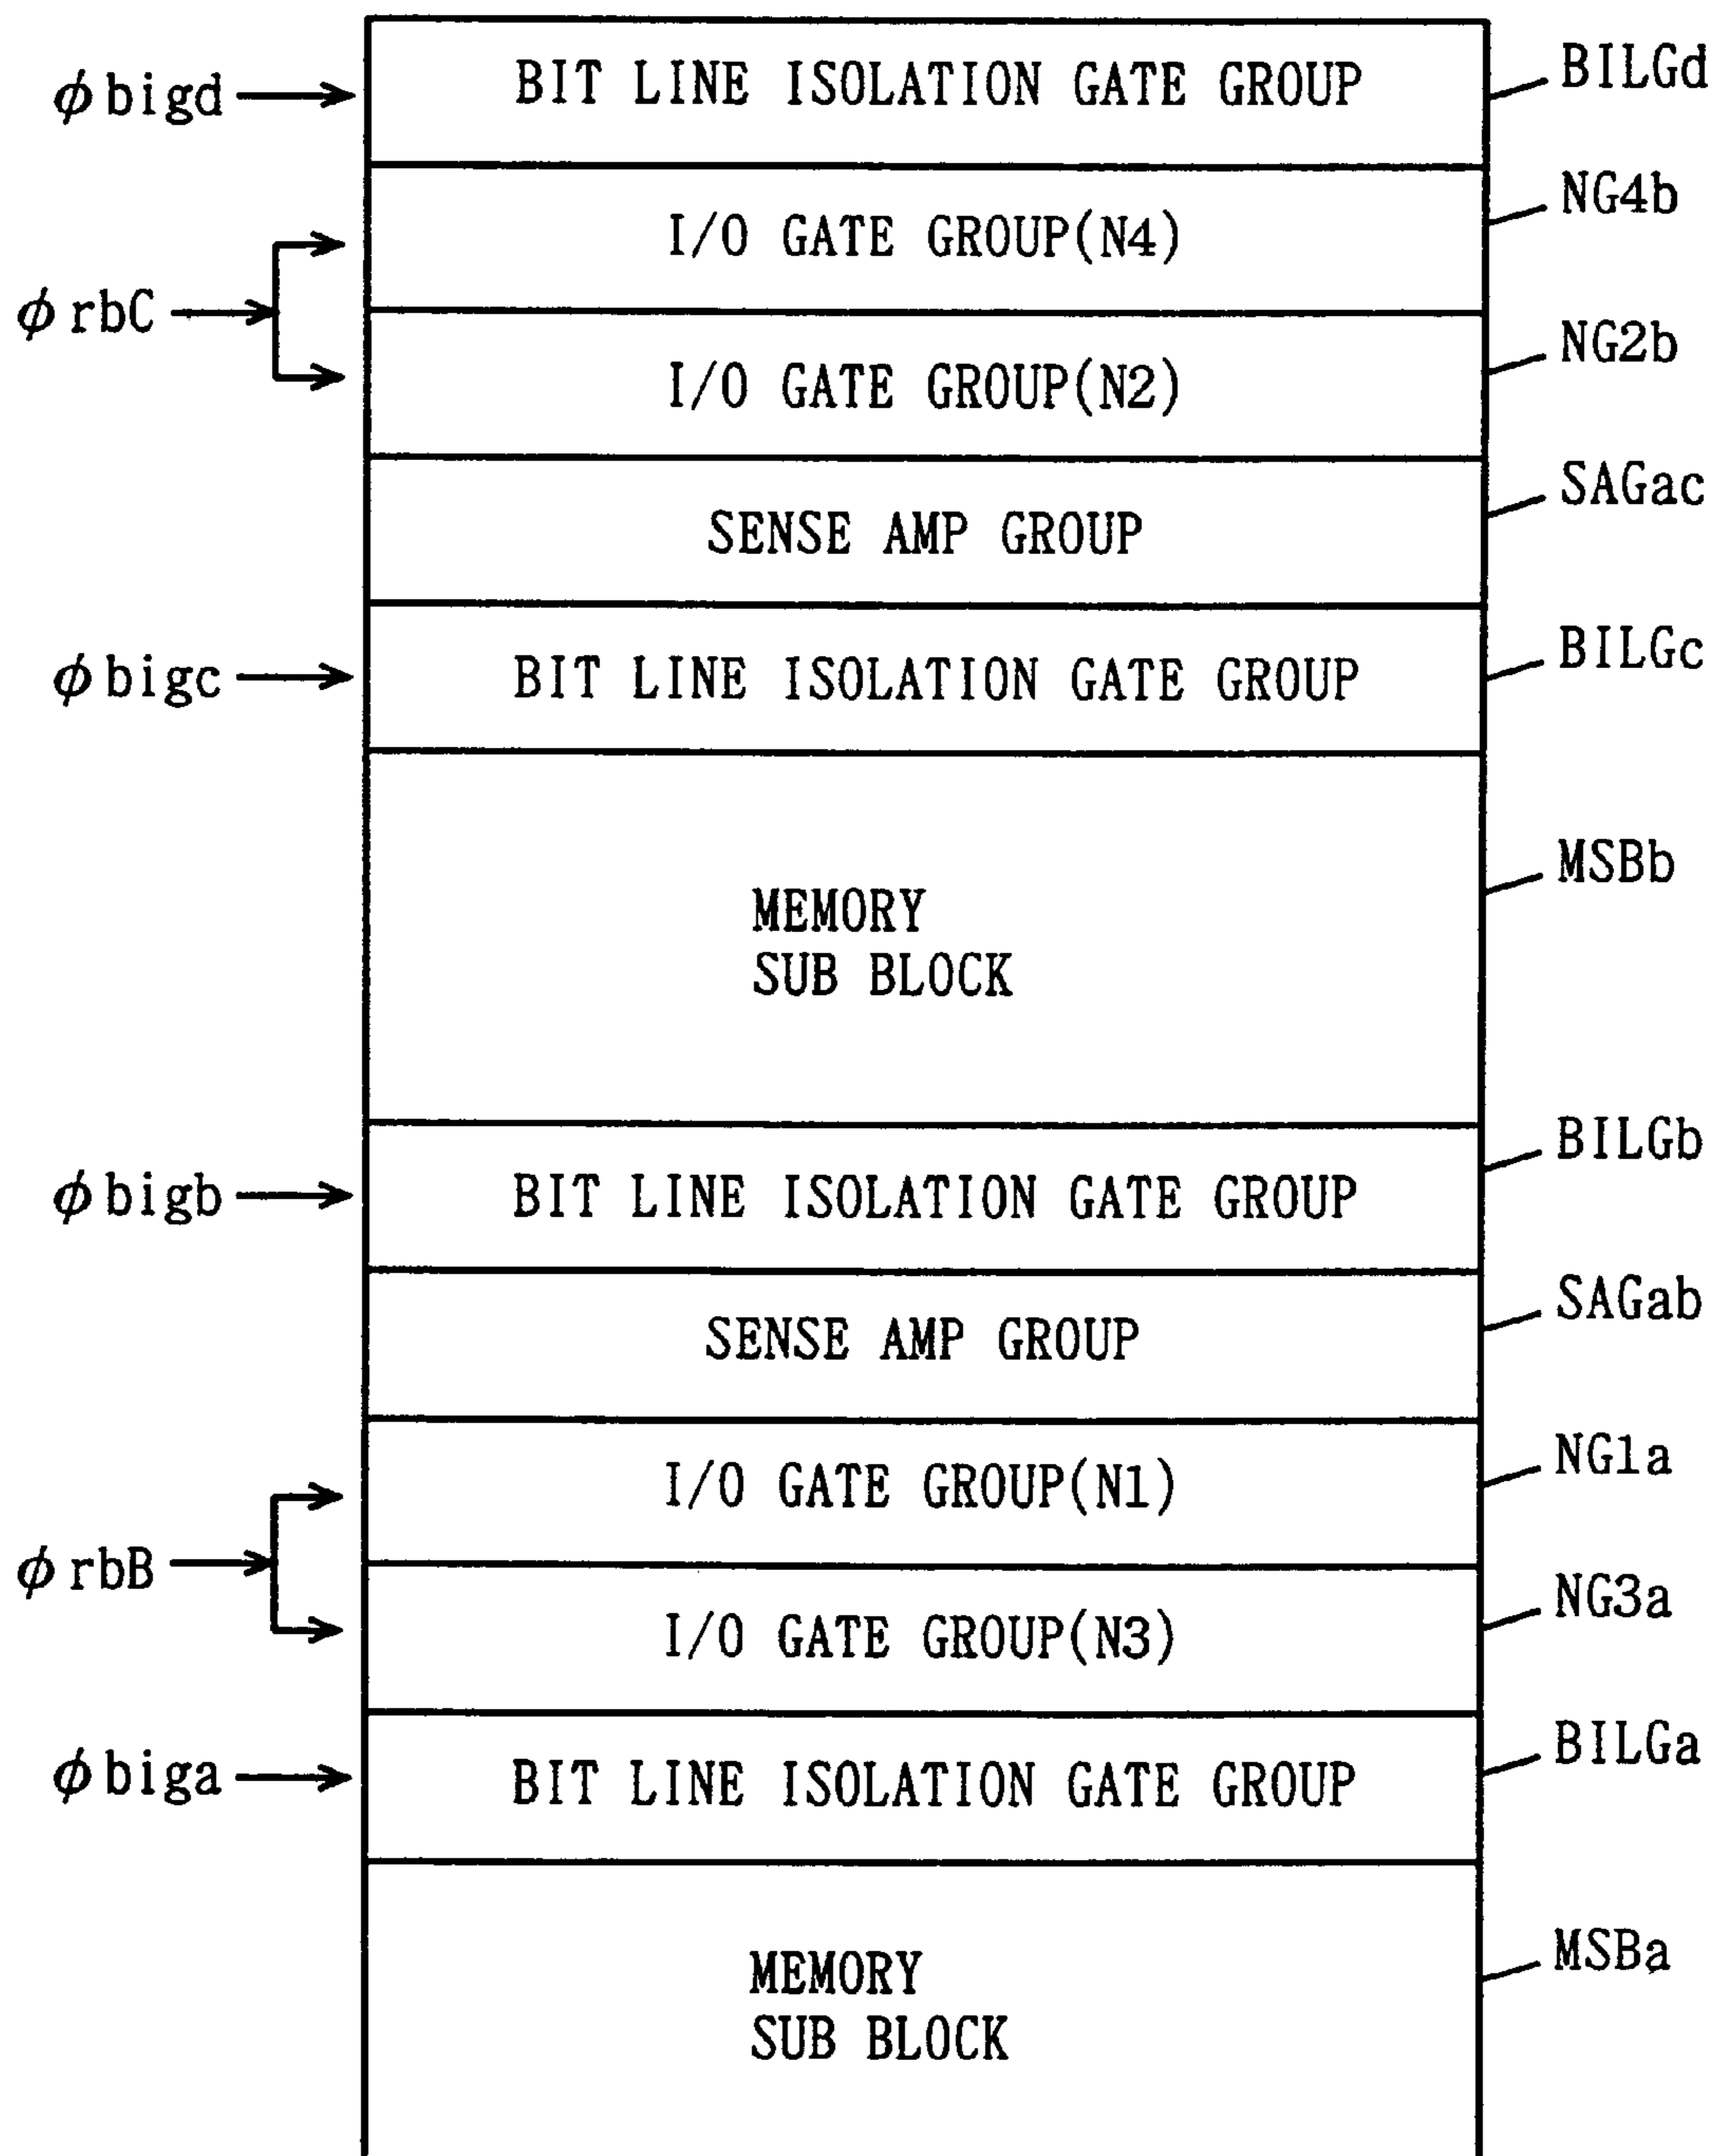 φbigd
BIT LINE ISOLATION GATE GROUP
BILGd
I/O GATE GROUP(N4)
NG4b
φrbC
I/O GATE GROUP(N2)
NG2b
SENSE AMP GROUP
SAGac
φbigc
BIT LINE ISOLATION GATE GROUP
BILGc
MEMORY
SUB BLOCK
MSBb
φbigb
BIT LINE ISOLATION GATE GROUP
BILGb
SENSE AMP GROUP
SAGab
I/O GATE GROUP(N1)
NG1a
φrbB
I/O GATE GROUP(N3)
NG3a
φbiga
BIT LINE ISOLATION GATE GROUP
BILGa
MEMORY
SUB BLOCK
MSBa